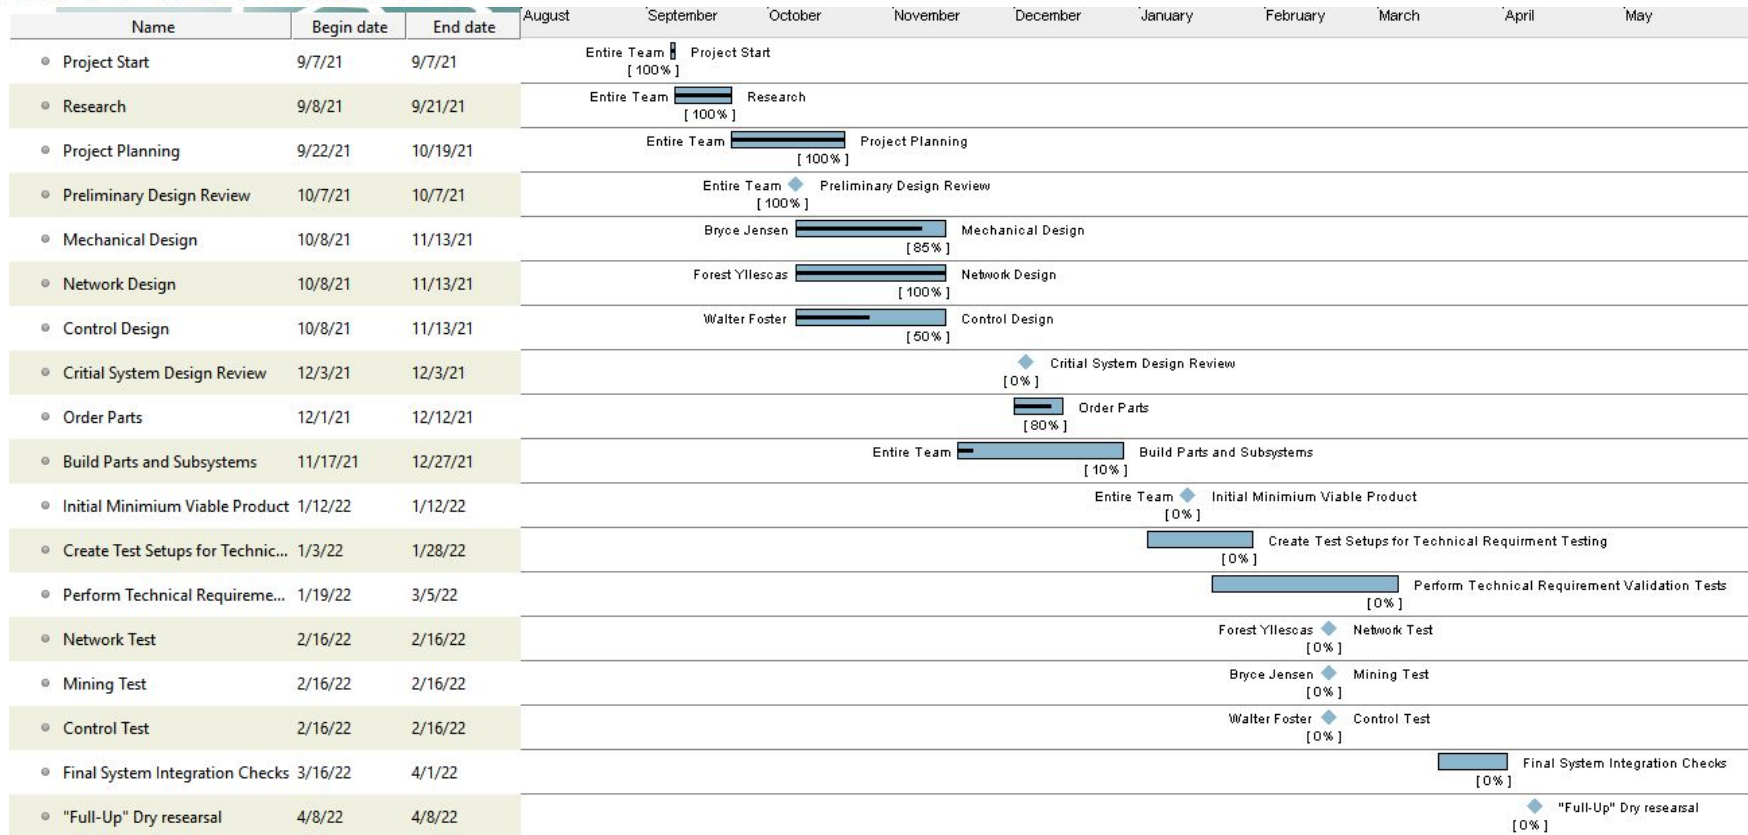 Name Begin date End date August September October November December January February March April May
Project Start 9/7/21 9/7/21 Entire Team Project Start
[100%]
Research 9/8/21 9/21/21 Entire Team Research
[100%]
Project Planning 9/22/21 10/19/21 Entire Team Project Planning
[100%]
Preliminary Design Review 10/7/21 10/7/21 Entire Team Preliminary Design Review
[100%]
Mechanical Design 10/8/21 11/13/21 Bryce Jensen Mechanical Design
[85%]
Network Design 10/8/21 11/13/21 Forest Yllescas Network Design
[100%]
Control Design 10/8/21 11/13/21 Walter Foster Control Design
[50%]
Critial System Design Review 12/3/21 12/3/21 Critial System Design Review
[0%]
Order Parts 12/1/21 12/12/21 Order Parts
[80%]
Build Parts and Subsystems 11/17/21 12/27/21 Entire Team Build Parts and Subsystems
[10%]
Initial Minimium Viable Product 1/12/22 1/12/22 Entire Team Initial Minimium Viable Product
[0%]
Create Test Setups for Technic... 1/3/22 1/28/22 Create Test Setups for Technical Requirment Testing
[0%]
Perform Technical Requireme... 1/19/22 3/5/22 Perform Technical Requirement Validation Tests
[0%]
Network Test 2/16/22 2/16/22 Forest Yllescas Network Test
[0%]
Mining Test 2/16/22 2/16/22 Bryce Jensen Mining Test
[0%]
Control Test 2/16/22 2/16/22 Walter Foster Control Test
[0%]
Final System Integration Checks 3/16/22 4/1/22 Final System Integration Checks
[0%]
"Full-Up" Dry researsal 4/8/22 4/8/22 "Full-Up" Dry researsal
[0%]